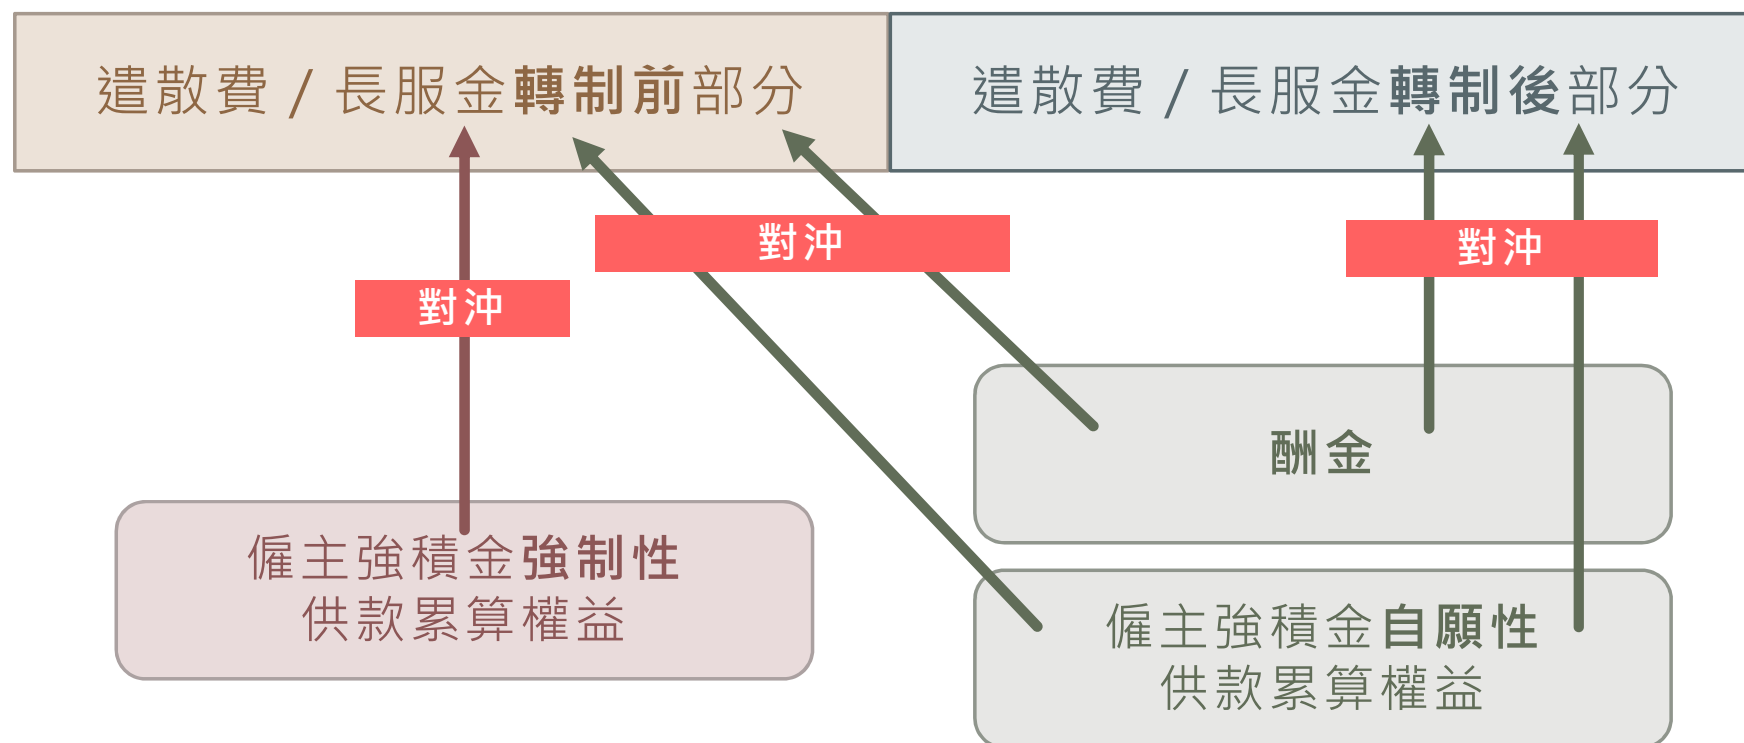 遣散費 / 長服金轉制前部分
遣散費 / 長服金轉制後部分
對沖
對沖
對沖
酬金
僱主強積金強制性
供款累算權益
僱主強積金自願性
供款累算權益